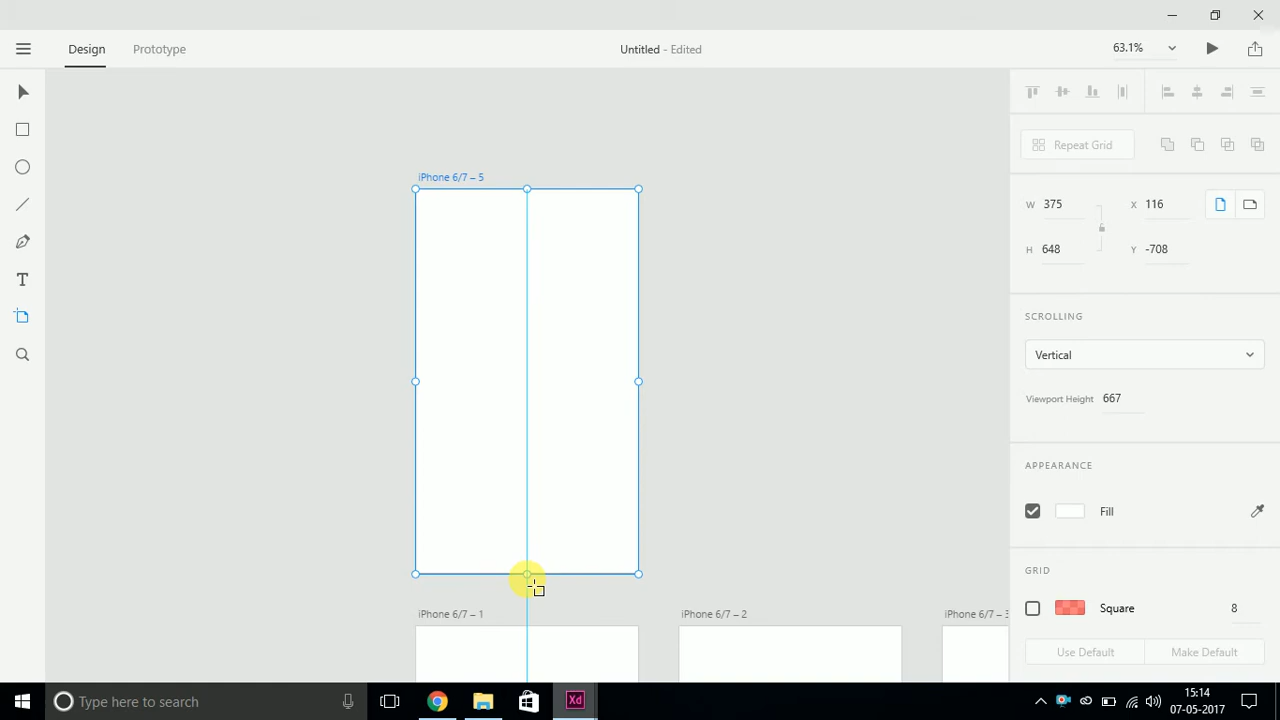 Design
Prototype
Untitled - Edited
63.1%
iPhone 6/7 – 5
Repeat Grid
W 375
X 116
H 648
Y -708
SCROLLING
Vertical
Viewport Height 667
APPEARANCE
Fill
GRID
Square 8
Use Default
Make Default
iPhone 6/7 – 1
iPhone 6/7 – 2
iPhone 6/7 – 3
Type here to search
Xd
15:14
07-05-2017